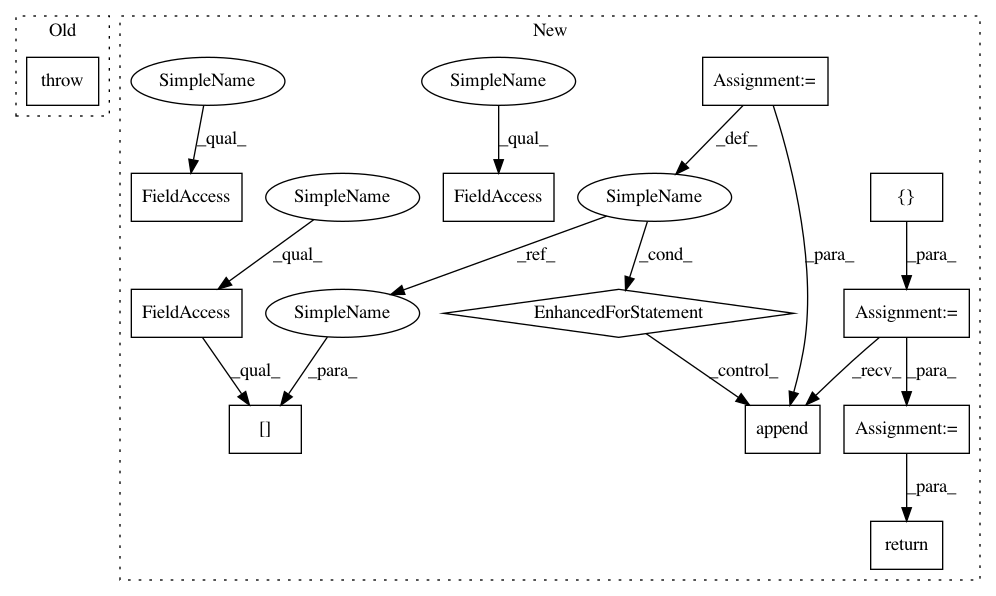 Old
New
throw
SimpleName
SimpleName
Assignment:=
_qual_
_qual_
_def_
FieldAccess
SimpleName
FieldAccess
SimpleName
{}
_qual_
_ref_
_cond_
_para_
_para_
FieldAccess
SimpleName
EnhancedForStatement
Assignment:=
_qual_
_para_
_control_
_recv_
_para_
[]
append
Assignment:=
_para_
return